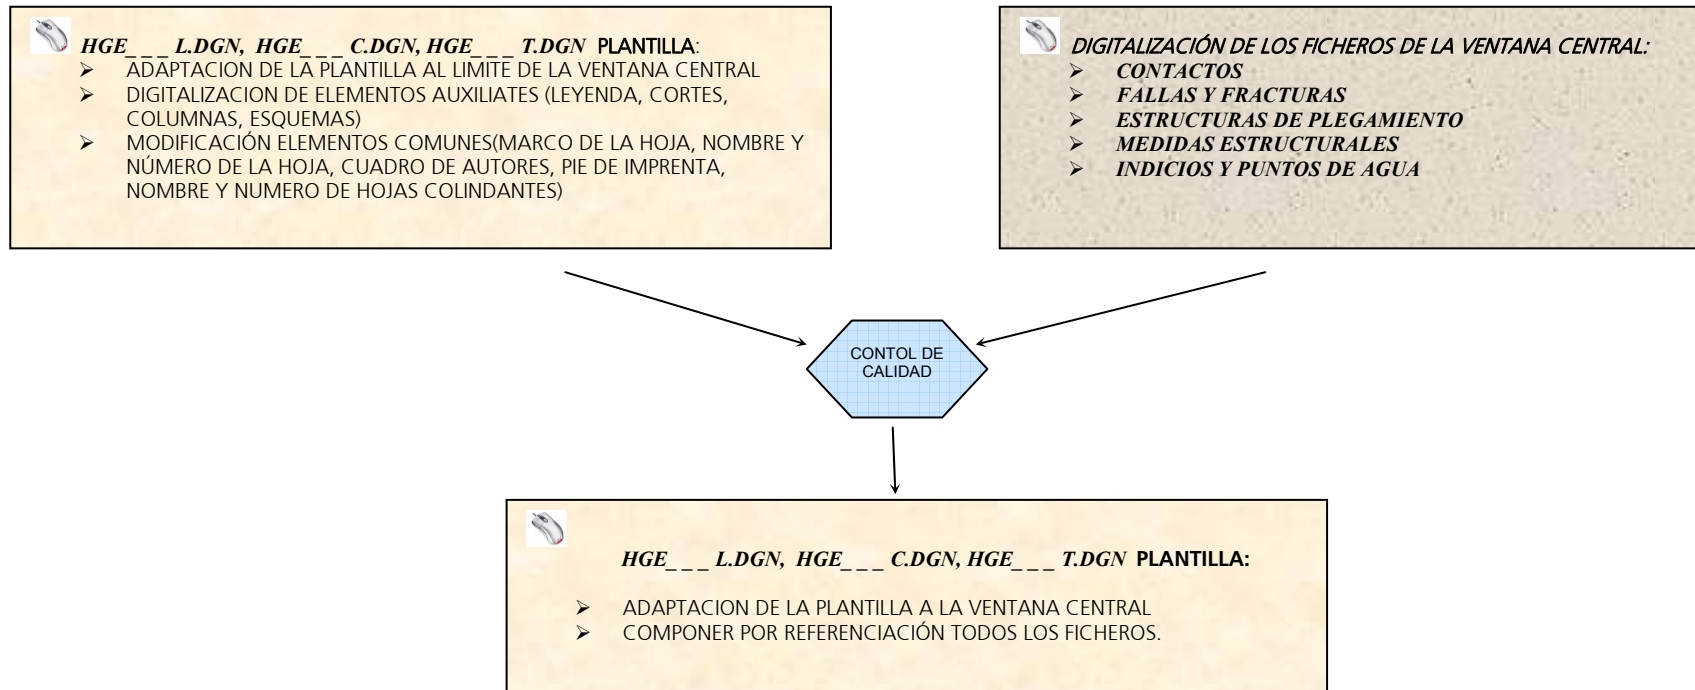 HGE_ _ _ L.DGN, HGE_ _ _ C.DGN, HGE_ _ _ T.DGN PLANTILLA:
➢ ADAPTACION DE LA PLANTILLA AL LIMITE DE LA VENTANA CENTRAL
➢ DIGITALIZACION DE ELEMENTOS AUXILIATES (LEYENDA, CORTES,
COLUMNAS, ESQUEMAS)
➢ MODIFICACIÓN ELEMENTOS COMUNES(MARCO DE LA HOJA, NOMBRE Y
NÚMERO DE LA HOJA, CUADRO DE AUTORES, PIE DE IMPRENTA,
NOMBRE Y NUMERO DE HOJAS COLINDANTES)
DIGITALIZACIÓN DE LOS FICHEROS DE LA VENTANA CENTRAL:
➢ CONTACTOS
➢ FALLAS Y FRACTURAS
➢ ESTRUCTURAS DE PLEGAMIENTO
➢ MEDIDAS ESTRUCTURALES
➢ INDICIOS Y PUNTOS DE AGUA
CONTOL DE
CALIDAD
HGE_ _ _ L.DGN, HGE_ _ _ C.DGN, HGE_ _ _ T.DGN PLANTILLA:
➢ ADAPTACION DE LA PLANTILLA A LA VENTANA CENTRAL
➢ COMPONER POR REFERENCIACIÓN TODOS LOS FICHEROS.